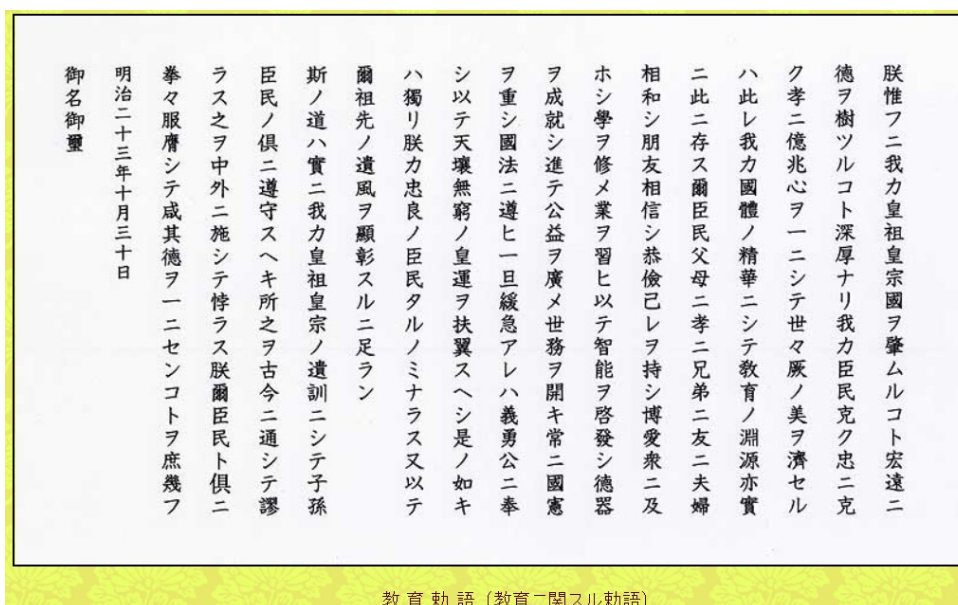 朕惟フニ我カ皇祖皇宗國ヲ肇ムルコト宏遠ニ
德ヲ樹ツルコト深厚ナリ我カ臣民克ク忠ニ克
ク孝ニ億兆心ヲ一ニシテ世々厥ノ美ヲ濟セル
ハ此レ我カ國體ノ精華ニシテ敎育ノ淵源亦實
ニ此ニ存ス爾臣民父母ニ孝ニ兄弟ニ友ニ夫婦
相和シ朋友相信シ恭儉己レヲ持シ博愛衆ニ及
ホシ學ヲ修メ業ヲ習ヒ以テ智能ヲ啓發シ德器
ヲ成就シ進テ公益ヲ廣メ世務ヲ開キ常ニ國憲
ヲ重シ國法ニ遵ヒ一旦緩急アレハ義勇公ニ奉
シ以テ天壤無窮ノ皇運ヲ扶翼スヘシ是ノ如キ
ハ獨リ朕カ忠良ノ臣民タルノミナラス又以テ
爾祖先ノ遺風ヲ顯彰スルニ足ラン
斯ノ道ハ實ニ我カ皇祖皇宗ノ遺訓ニシテ子孫
臣民ノ俱ニ遵守スヘキ所之ヲ古今ニ通シテ謬
ラス之ヲ中外ニ施シテ悖ラス朕爾臣民ト俱ニ
拳々服膺シテ咸其德ヲ一ニセンコトヲ庶幾フ
明治二十三年十月三十日
御名御璽
教育勅語（教育ニ関スル勅語）